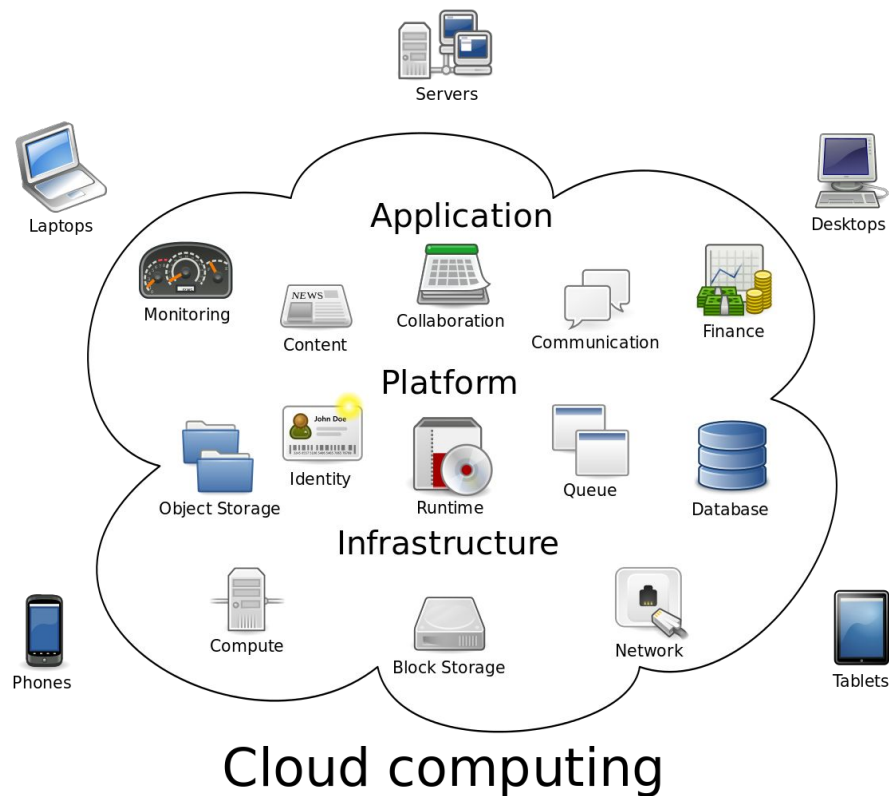 Servers
Laptops
Desktops
Application
Monitoring
NEWS
Content
Collaboration
Communication
Finance
Platform
John Doe
Object Storage
Identity
Runtime
Queue
Database
Infrastructure
Compute
Block Storage
Network
Phones
Tablets
Cloud computing